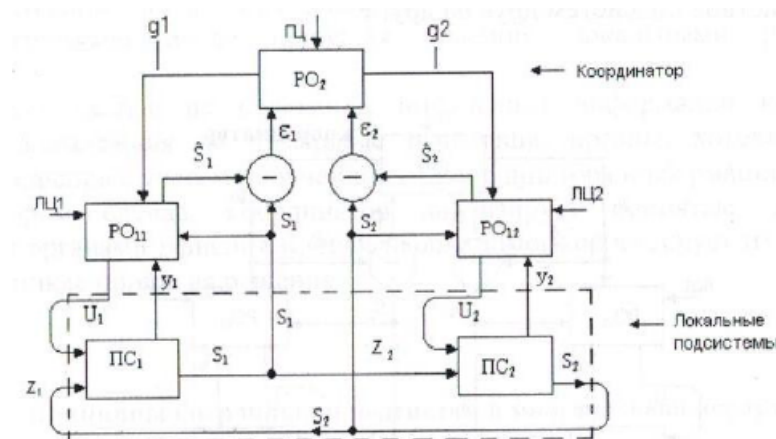 g1
ПЦ
g2
РО₂
Координатор
ε₁
ε₂
Ŝ₁
Ŝ₂
ЛЦ1
ЛЦ2
РО₁₁
S₁
S₂
РО₁₂
y₁
y₂
U₁
S₁
U₂
Локальные
подсистемы
ПС₁
S₁
Z₂
ПС₂
S₂
Z₁
S₂